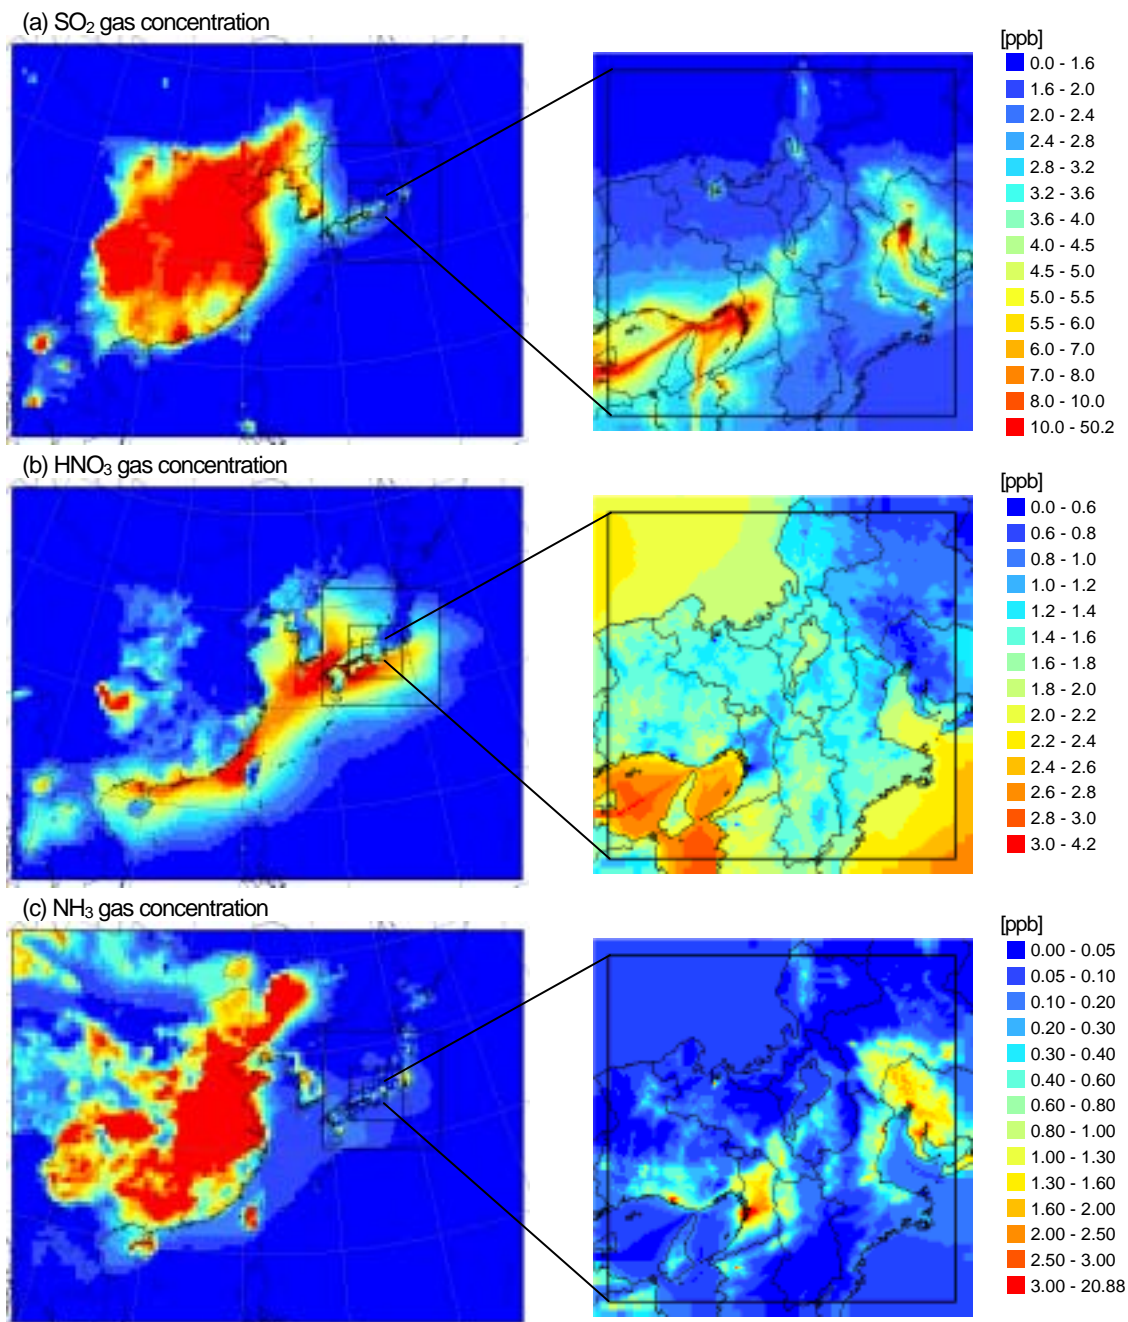 (a) SO₂ gas concentration
[ppb]
0.0 - 1.6
1.6 - 2.0
2.0 - 2.4
2.4 - 2.8
2.8 - 3.2
3.2 - 3.6
3.6 - 4.0
4.0 - 4.5
4.5 - 5.0
5.0 - 5.5
5.5 - 6.0
6.0 - 7.0
7.0 - 8.0
8.0 - 10.0
10.0 - 50.2
(b) HNO₃ gas concentration
[ppb]
0.0 - 0.6
0.6 - 0.8
0.8 - 1.0
1.0 - 1.2
1.2 - 1.4
1.4 - 1.6
1.6 - 1.8
1.8 - 2.0
2.0 - 2.2
2.2 - 2.4
2.4 - 2.6
2.6 - 2.8
2.8 - 3.0
3.0 - 4.2
(c) NH₃ gas concentration
[ppb]
0.00 - 0.05
0.05 - 0.10
0.10 - 0.20
0.20 - 0.30
0.30 - 0.40
0.40 - 0.60
0.60 - 0.80
0.80 - 1.00
1.00 - 1.30
1.30 - 1.60
1.60 - 2.00
2.00 - 2.50
2.50 - 3.00
3.00 - 20.88